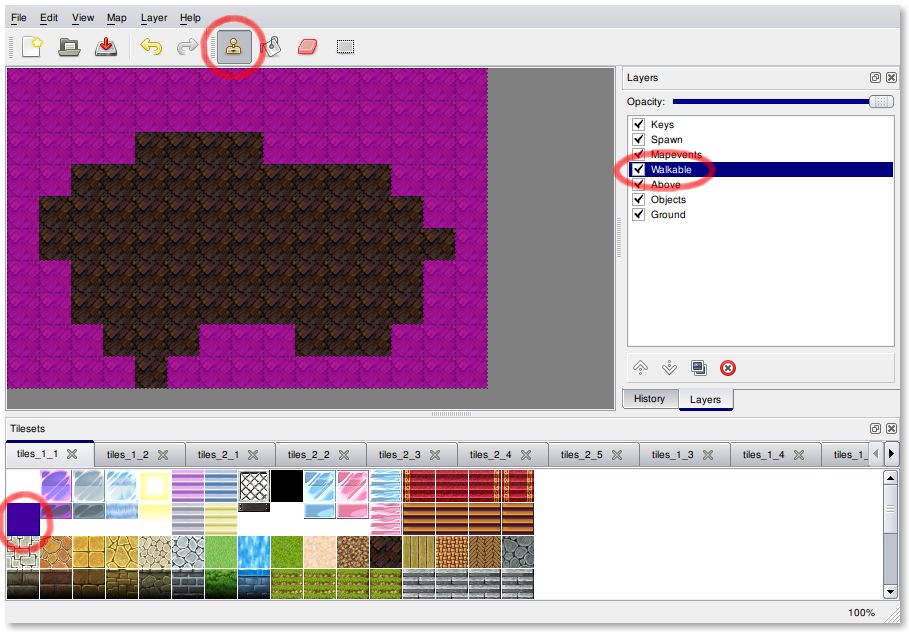 File Edit View Map Layer Help
Layers
Opacity:
Keys
Spawn
Mapevents
Walkable
Above
Objects
Ground
History Layers
Tilesets
tiles_1_1 tiles_1_2 tiles_2_1 tiles_2_2 tiles_2_3 tiles_2_4 tiles_2_5 tiles_1_3 tiles_1_4 tiles_1_
100%